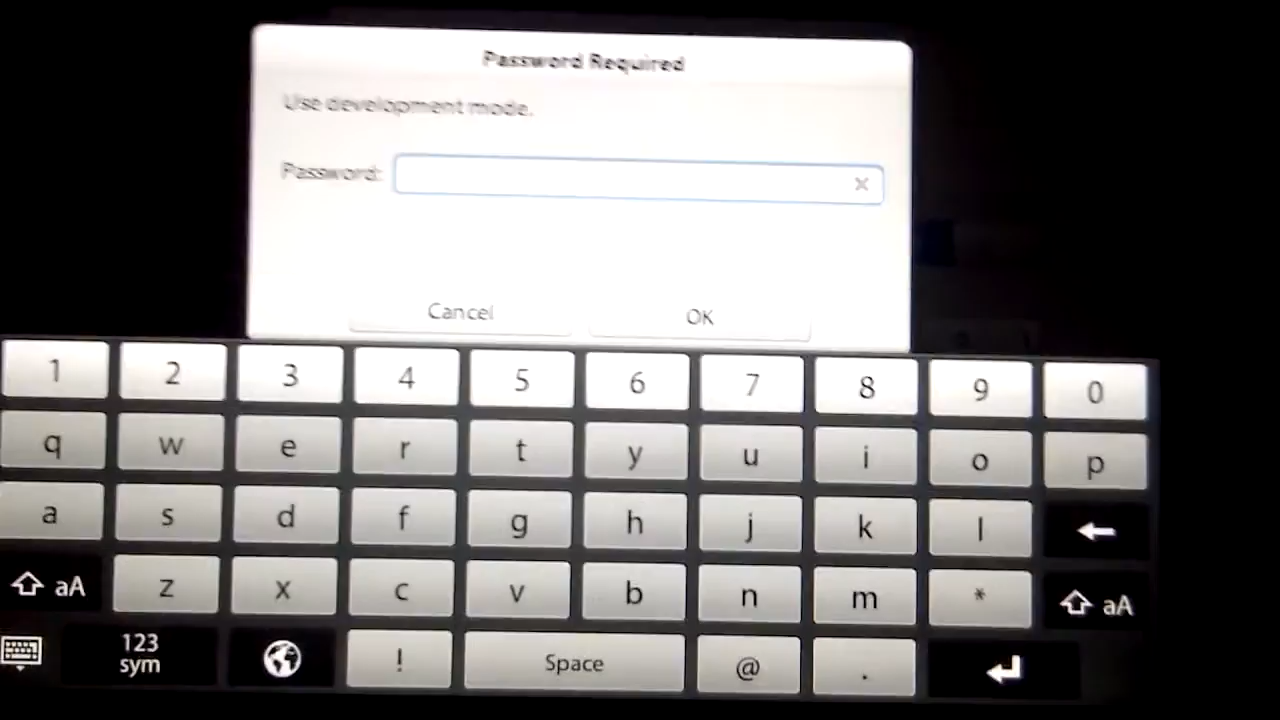 Password Required
Use development mode.
Password:
Cancel OK
1 2 3 4 5 6 7 8 9 0
q w e r t y u i o p
a s d f g h j k l
aA z x c v b n m * aA
123
sym ! Space @ .